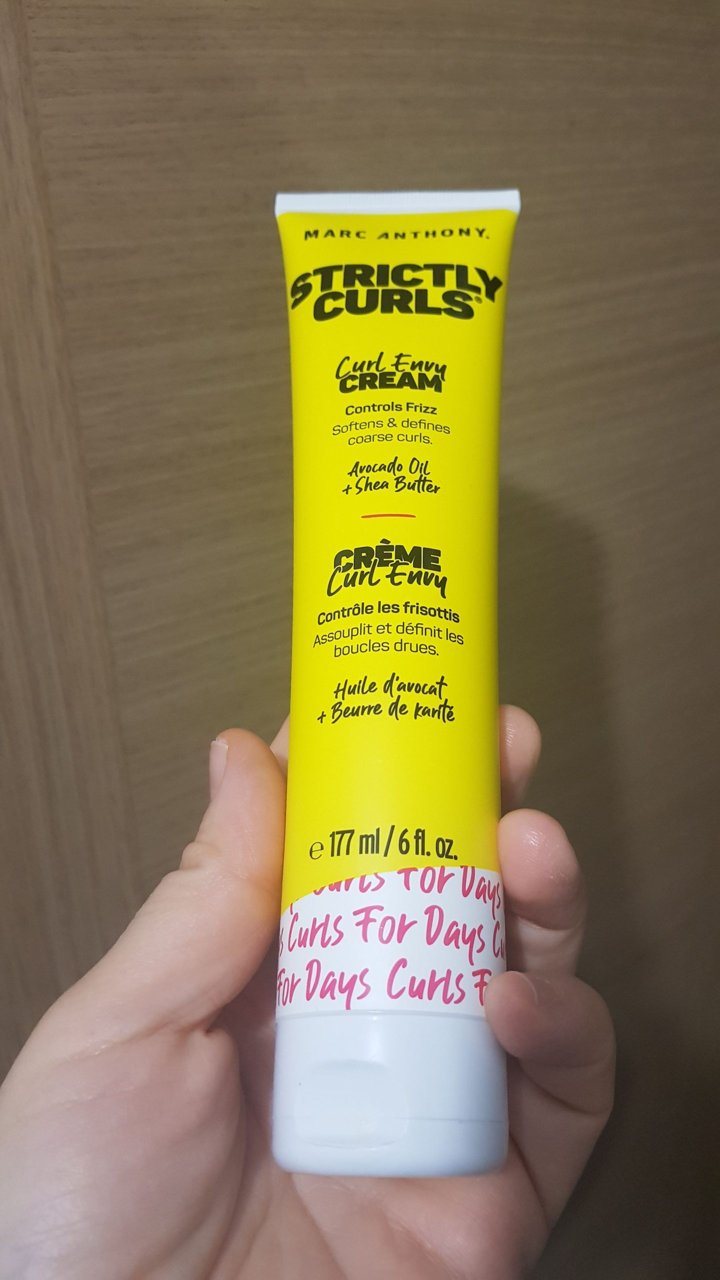 MARC ANTHONY.
STRICTLY
CURLS®
Curl Envy
CREAM
Controls Frizz
Softens & defines
coarse curls.
Avocado Oil
+ Shea Butter
CRÈME
Curl Envy
Contrôle les frisottis
Assouplit et définit les
boucles drues.
Huile d'avocat
+ Beurre de karité
℮ 177 ml / 6 fl. oz.
Curls For Days
Curls For Days
For Days Curls